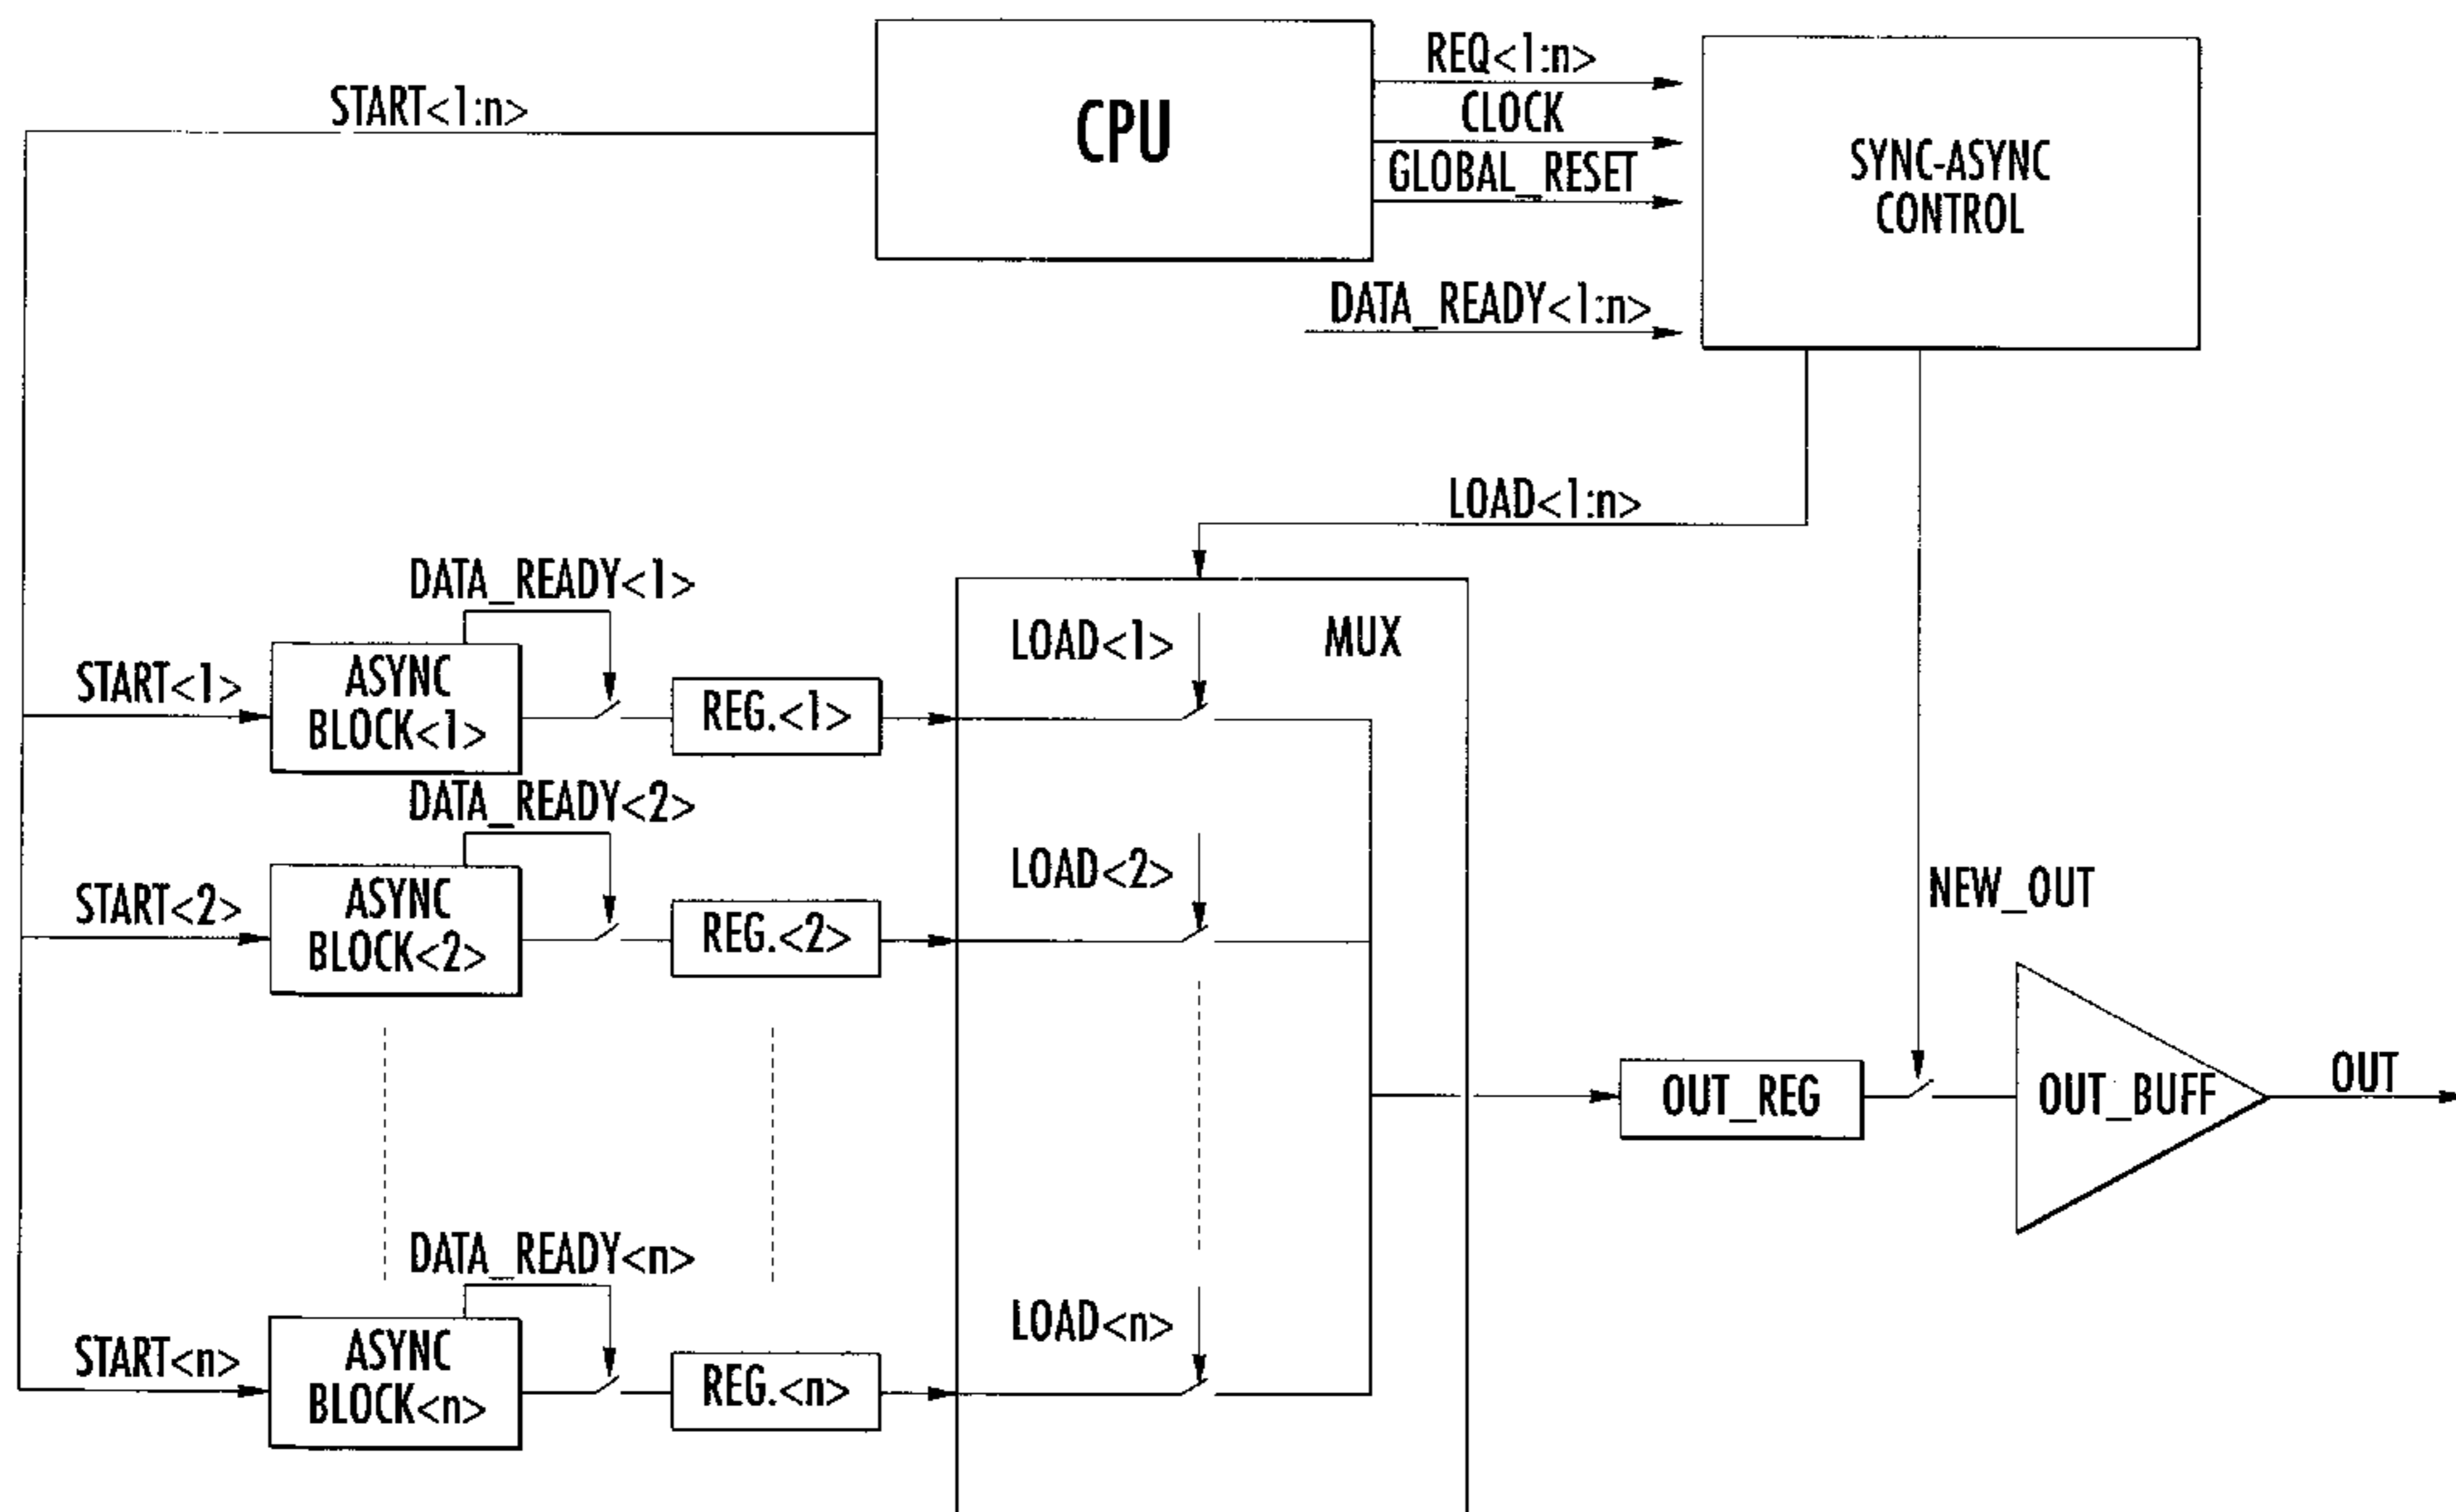 REQ<1:n>
START<1:n>
CPU
CLOCK
GLOBAL_RESET
SYNC-ASYNC
CONTROL
DATA_READY<1:n>
LOAD<1:n>
DATA_READY<1>
START<1>
ASYNC
BLOCK<1>
REG.<1>
LOAD<1>
MUX
DATA_READY<2>
START<2>
ASYNC
BLOCK<2>
REG.<2>
LOAD<2>
NEW_OUT
OUT_REG
OUT_BUFF
OUT
DATA_READY<n>
START<n>
ASYNC
BLOCK<n>
REG.<n>
LOAD<n>